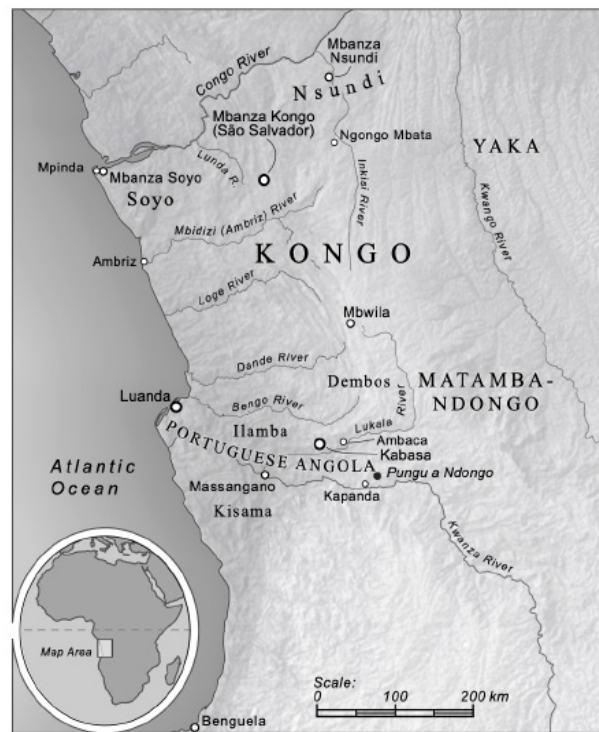 Mbanza
Nsundi
Congo River
Nsundi
Mbanza Kongo
(São Salvador)
Ngongo Mbata
YAKA
Lunda R.
Mpinda
Mbanza Soyo
Soyo
Inkisi River
Kwango River
Mbidizi (Ambriz) River
KONGO
Ambriz
Loge River
Mbwila
Dande River
Dembos
MATAMBA-
NDONGO
Luanda
Bengo River
Lukala River
Ilamba
Ambaca
Kabasa
PORTUGUESE ANGOLA
Pungu a Ndongo
Atlantic
Ocean
Massangano
Kapanda
Kisama
Kwanza River
Map Area
Scale:
0 100 200 km
Benguela